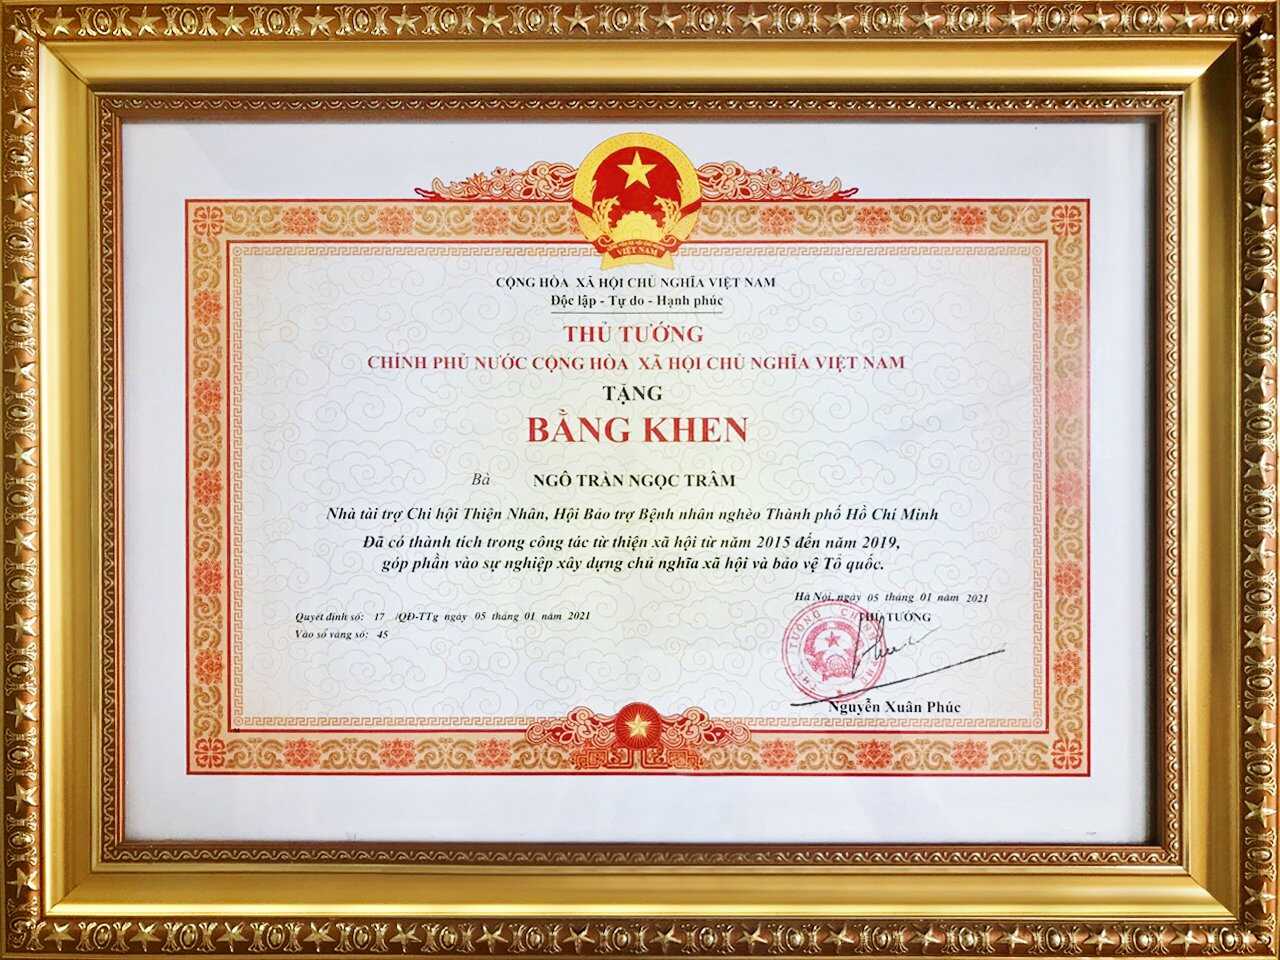 VIỆT NAM
CỘNG HÒA XÃ HỘI CHỦ NGHĨA VIỆT NAM
Độc lập - Tự do - Hạnh phúc
THỦ TƯỚNG
CHÍNH PHỦ NƯỚC CỘNG HÒA XÃ HỘI CHỦ NGHĨA VIỆT NAM
TẶNG
BẰNG KHEN
Bà NGÔ TRẦN NGỌC TRÂM
Nhà tài trợ Chi hội Thiện Nhân, Hội Bảo trợ Bệnh nhân nghèo Thành phố Hồ Chí Minh
Đã có thành tích trong công tác từ thiện xã hội từ năm 2015 đến năm 2019,
góp phần vào sự nghiệp xây dựng chủ nghĩa xã hội và bảo vệ Tổ quốc.
Hà Nội, ngày 05 tháng 01 năm 2021
Quyết định số: 17 /QĐ-TTg ngày 05 tháng 01 năm 2021
Vào sổ vàng số: 45
THỦ TƯỚNG
THỦ TƯỚNG CHÍNH PHỦ
Nguyễn Xuân Phúc